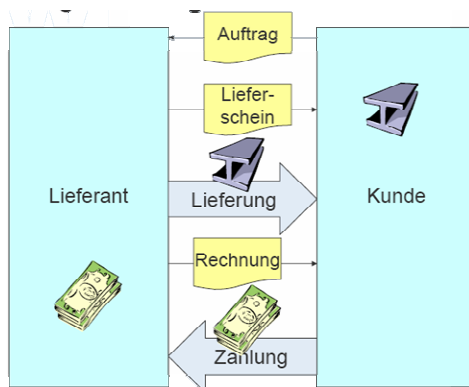 Auftrag
Liefer-
schein
Lieferant
Lieferung
Kunde
Rechnung
Zahlung